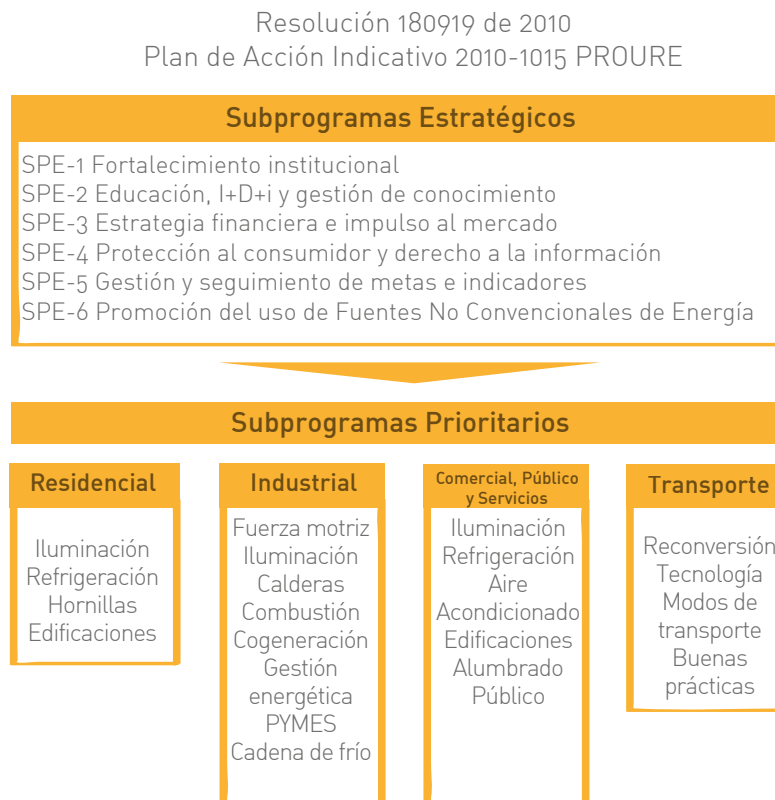 Resolución 180919 de 2010
Plan de Acción Indicativo 2010-1015 PROURE
Subprogramas Estratégicos
SPE-1 Fortalecimiento institucional
SPE-2 Educación, I+D+i y gestión de conocimiento
SPE-3 Estrategia financiera e impulso al mercado
SPE-4 Protección al consumidor y derecho a la información
SPE-5 Gestión y seguimiento de metas e indicadores
SPE-6 Promoción del uso de Fuentes No Convencionales de Energía
Subprogramas Prioritarios
Residencial
Iluminación
Refrigeración
Hornillas
Edificaciones
Industrial
Fuerza motriz
Iluminación
Calderas
Combustión
Cogeneración
Gestión
energética
PYMES
Cadena de frío
Comercial, Público
y Servicios
Iluminación
Refrigeración
Aire
Acondicionado
Edificaciones
Alumbrado
Público
Transporte
Reconversión
Tecnología
Modos de
transporte
Buenas
prácticas